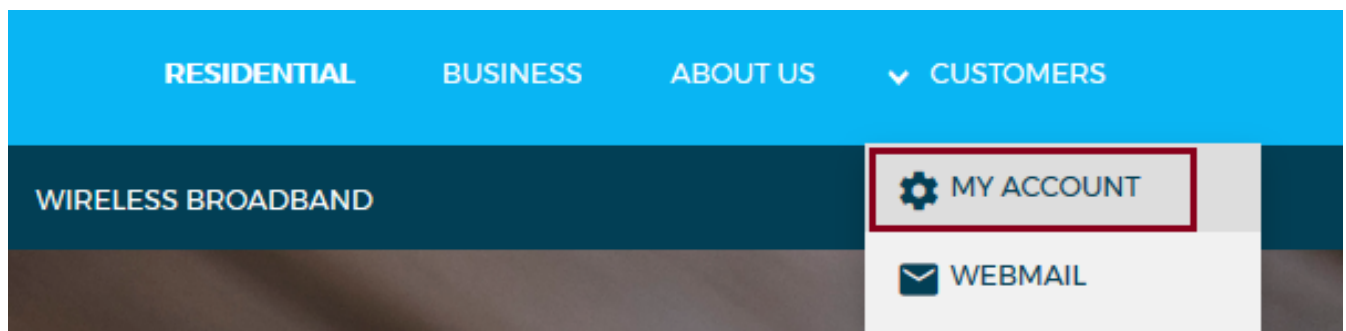 RESIDENTIAL BUSINESS ABOUT US CUSTOMERS
WIRELESS BROADBAND
MY ACCOUNT
WEBMAIL